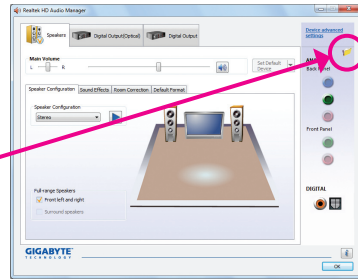 Realtek HD Audio Manager
Speakers
Digital Output(Optical)
Digital Output
Device advanced
settings
Main Volume
L
R
Set Default
Device
ANALOG
Back Panel
Speaker Configuration
Sound Effects
Room Correction
Default Format
Speaker Configuration
Stereo
Front Panel
Full-range Speakers
Front left and right
Surround speakers
DIGITAL
GIGABYTE
TECHNOLOGY
i
OK